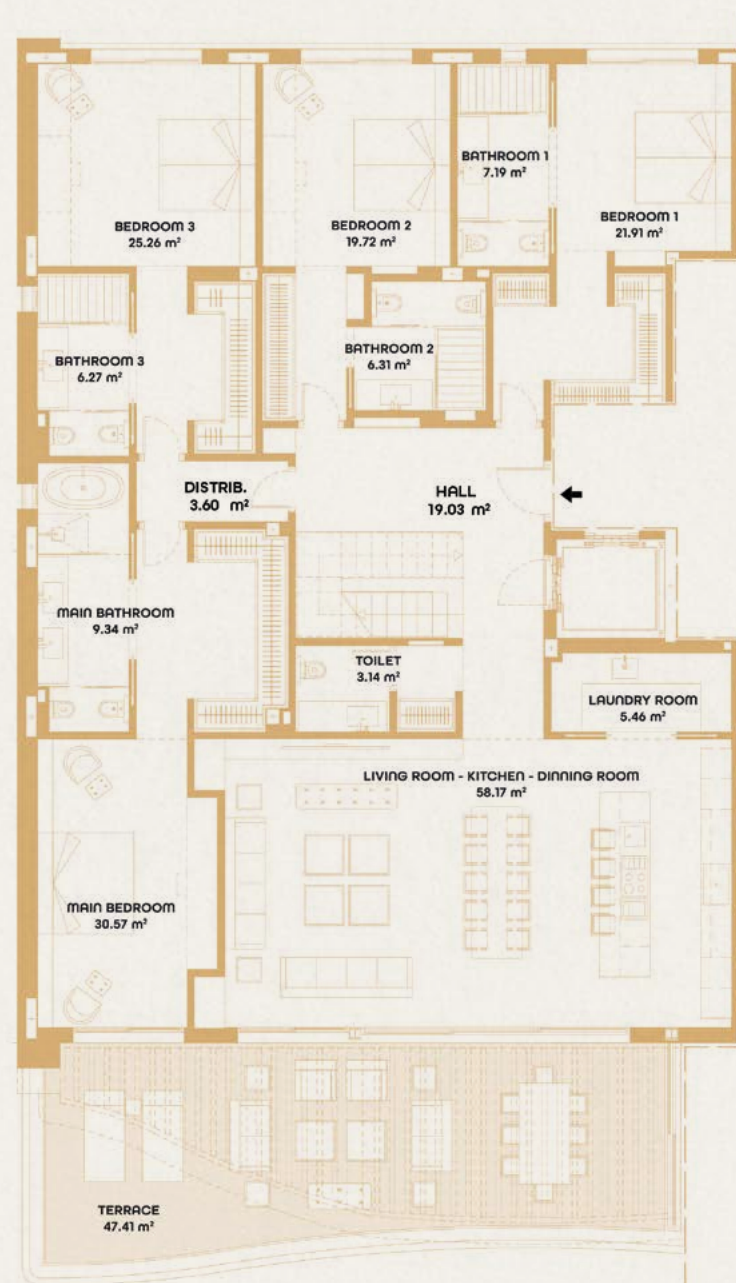 BATHROOM 1
7.19 m²
BEDROOM 3
25.26 m²
BEDROOM 2
19.72 m²
BEDROOM 1
21.91 m²
BATHROOM 3
6.27 m²
BATHROOM 2
6.31 m²
DISTRIB.
3.60 m²
HALL
19.03 m²
MAIN BATHROOM
9.34 m²
TOILET
3.14 m²
LAUNDRY ROOM
5.46 m²
LIVING ROOM - KITCHEN - DINNING ROOM
58.17 m²
MAIN BEDROOM
30.57 m²
TERRACE
47.41 m²